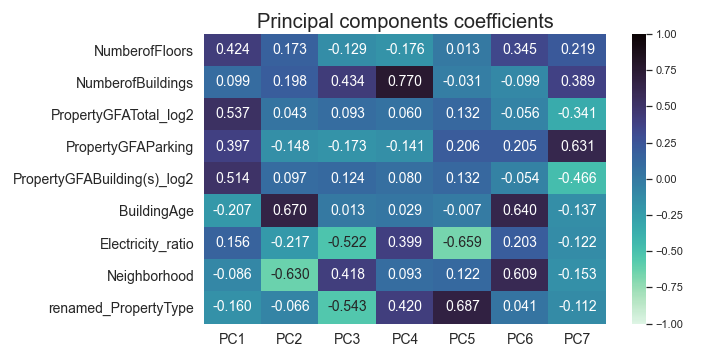 Principal components coefficients
NumberofFloors 0.424 0.173 -0.129 -0.176 0.013 0.345 0.219
NumberofBuildings 0.099 0.198 0.434 0.770 -0.031 -0.099 0.389
PropertyGFATotal_log2 0.537 0.043 0.093 0.060 0.132 -0.056 -0.341
PropertyGFAParking 0.397 -0.148 -0.173 -0.141 0.206 0.205 0.631
PropertyGFABuilding(s)_log2 0.514 0.097 0.124 0.080 0.132 -0.054 -0.466
BuildingAge -0.207 0.670 0.013 0.029 -0.007 0.640 -0.137
Electricity_ratio 0.156 -0.217 -0.522 0.399 -0.659 0.203 -0.122
Neighborhood -0.086 -0.630 0.418 0.093 0.122 0.609 -0.153
renamed_PropertyType -0.160 -0.066 -0.543 0.420 0.687 0.041 -0.112
PC1 PC2 PC3 PC4 PC5 PC6 PC7
1.00
0.75
0.50
0.25
0.00
-0.25
-0.50
-0.75
-1.00